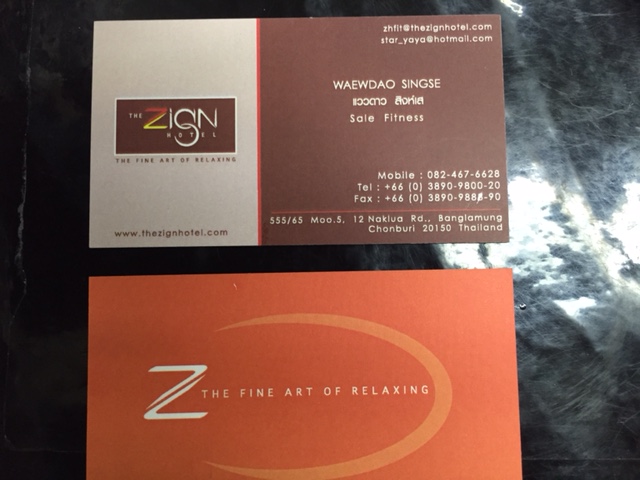 zhfit@thezignhotel.com
star_yaya@hotmail.com
WAEWDAO SINGSE
แววดาว สิงห์เส
Sale Fitness
THE ZIGN
HOTEL
THE FINE ART OF RELAXING
www.thezignhotel.com
Mobile : 082-467-6628
Tel : +66 (0) 3890-9800-20
Fax : +66 (0) 3890-9888-90
555/65 Moo.5, 12 Naklua Rd., Banglamung
Chonburi 20150 Thailand
Z THE FINE ART OF RELAXING